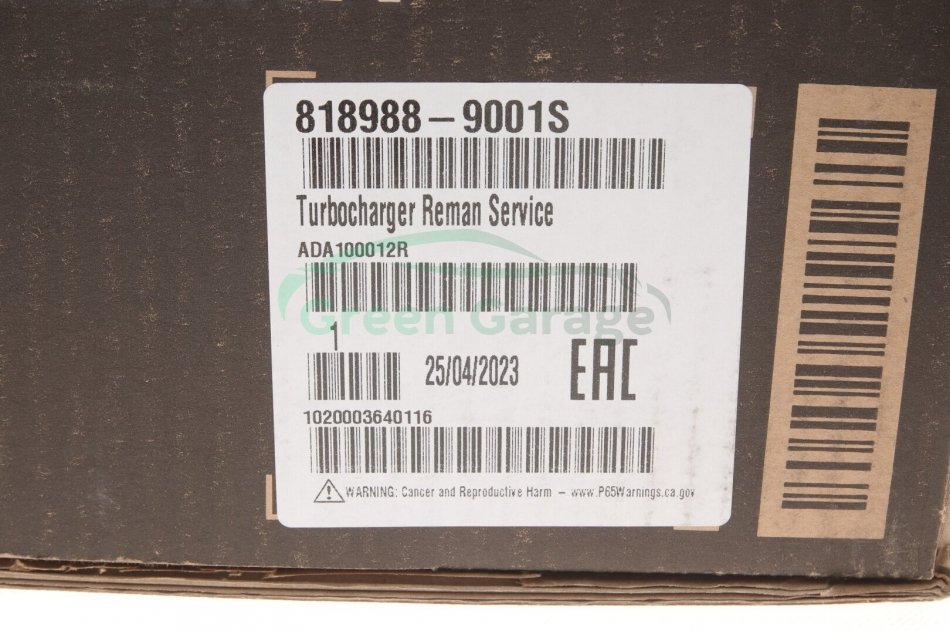 818988-9001S
Turbocharger Reman Service
ADA100012R
Green Garage
1
25/04/2023
EAC
1020003640116
WARNING: Cancer and Reproductive Harm - www.P65Warnings.ca.gov